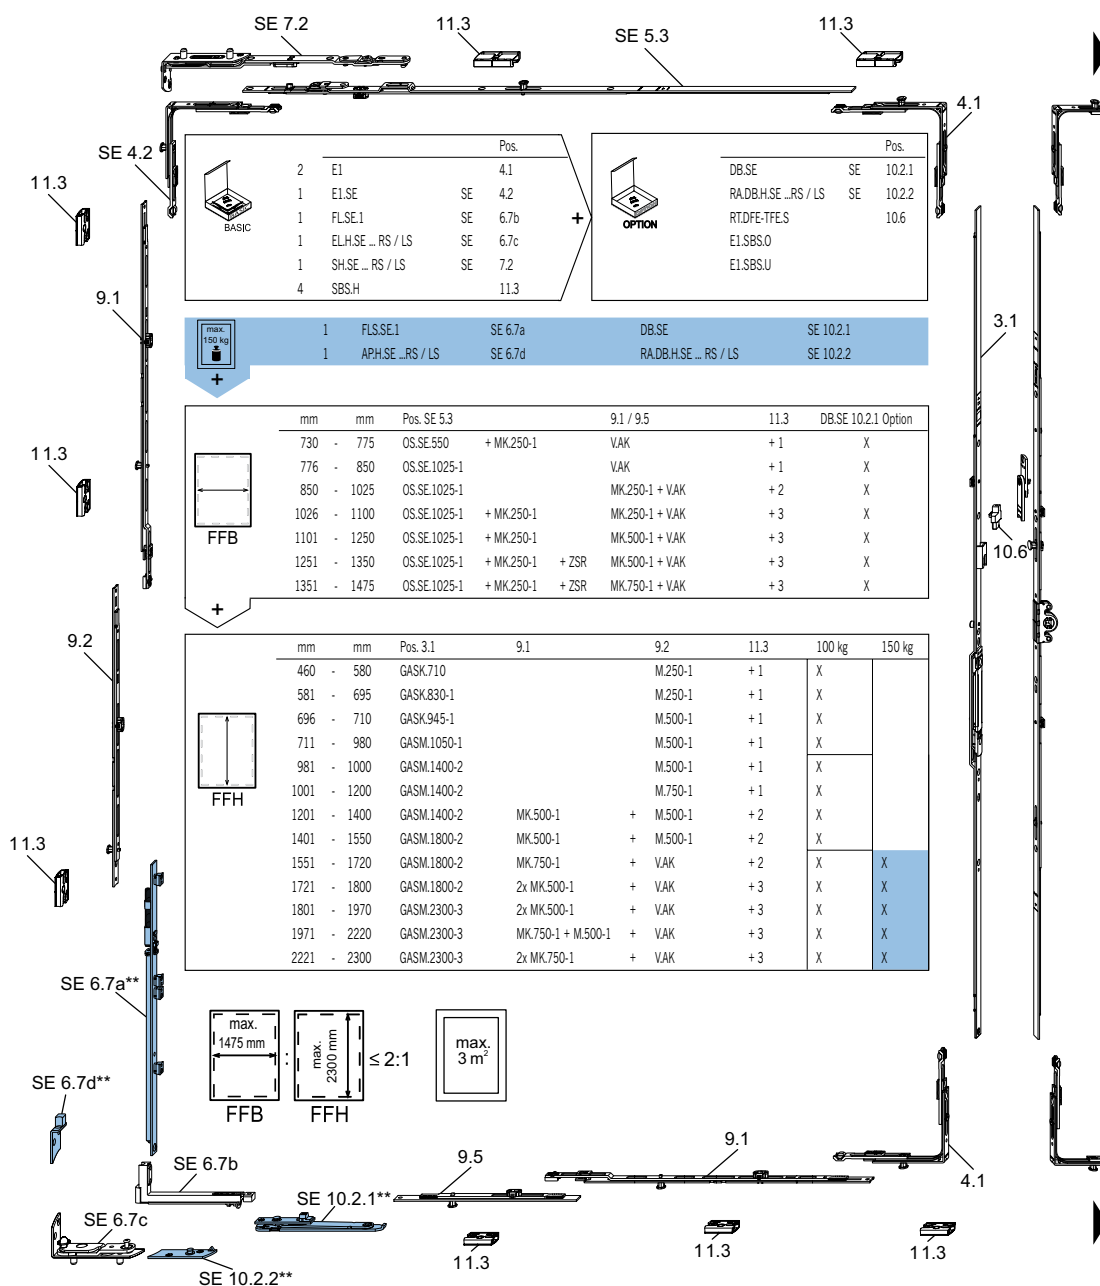 SE 7.2
11.3
SE 5.3
11.3
4.1
SE 4.2
11.3
Pos.
2 E1 4.1
1 E1.SE SE 4.2
1 FL.SE.1 SE 6.7b
1 EL.H.SE ... RS / LS SE 6.7c
1 SH.SE ... RS / LS SE 7.2
4 SBS.H 11.3
BASIC
+
OPTION
Pos.
DB.SE SE 10.2.1
RA.DB.H.SE ...RS / LS SE 10.2.2
RT.DFE-TFE.S 10.6
E1.SBS.O
E1.SBS.U
9.1
3.1
max.
150 kg
1 FLS.SE.1 SE 6.7a DB.SE SE 10.2.1
1 AP.H.SE ...RS / LS SE 6.7d RA.DB.H.SE ... RS / LS SE 10.2.2
+
mm mm Pos. SE 5.3 9.1 / 9.5 11.3 DB.SE 10.2.1 Option
730 - 775 OS.SE.550 + MK.250-1 V.AK + 1 X
776 - 850 OS.SE.1025-1 V.AK + 1 X
850 - 1025 OS.SE.1025-1 MK.250-1 + V.AK + 2 X
1026 - 1100 OS.SE.1025-1 + MK.250-1 MK.250-1 + V.AK + 3 X
1101 - 1250 OS.SE.1025-1 + MK.250-1 MK.500-1 + V.AK + 3 X
1251 - 1350 OS.SE.1025-1 + MK.250-1 + ZSR MK.500-1 + V.AK + 3 X
1351 - 1475 OS.SE.1025-1 + MK.250-1 + ZSR MK.750-1 + V.AK + 3 X
FFB
+
11.3
10.6
9.2
mm mm Pos. 3.1 9.1 9.2 11.3 100 kg 150 kg
460 - 580 GASK.710 M.250-1 + 1 X
581 - 695 GASK.830-1 M.250-1 + 1 X
696 - 710 GASK.945-1 M.500-1 + 1 X
711 - 980 GASM.1050-1 M.500-1 + 1 X
981 - 1000 GASM.1400-2 M.500-1 + 1 X
1001 - 1200 GASM.1400-2 M.750-1 + 1 X
1201 - 1400 GASM.1400-2 MK.500-1 + M.500-1 + 2 X
1401 - 1550 GASM.1800-2 MK.500-1 + M.500-1 + 2 X
1551 - 1720 GASM.1800-2 MK.750-1 + V.AK + 2 X X
1721 - 1800 GASM.1800-2 2x MK.500-1 + V.AK + 3 X X
1801 - 1970 GASM.2300-3 2x MK.500-1 + V.AK + 3 X X
1971 - 2220 GASM.2300-3 MK.750-1 + M.500-1 + V.AK + 3 X X
2221 - 2300 GASM.2300-3 2x MK.750-1 + V.AK + 3 X X
FFH
11.3
SE 6.7a**
max.
1475 mm
FFB
:
max.
2300 mm
FFH
≤ 2:1
max.
3 m²
SE 6.7d**
SE 6.7b
9.5
9.1
4.1
SE 10.2.1**
SE 6.7c
11.3
11.3
11.3
SE 10.2.2**